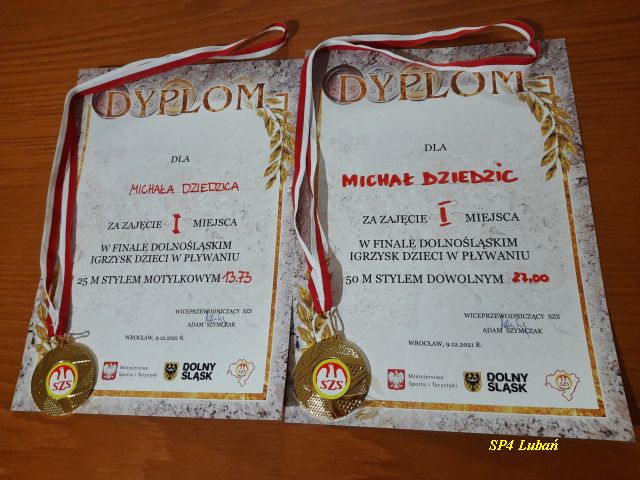 DYPLOM
DLA
MICHAŁA DZIEDZICA
ZA ZAJĘCIE I MIEJSCA
W FINALE DOLNOŚLĄSKIM
IGRZYSK DZIECI W PŁYWANIU
25 M STYLEM MOTYLKOWYM 13.73
WICEPRZEWODNICZĄCY SZS
ADAM SZYMCZAK
WROCŁAW, 9.12.2021 R.
Ministerstwo
Sportu i Turystyki
DOLNY
ŚLĄSK
SZS
DYPLOM
DLA
MICHAŁ DZIEDZIC
ZA ZAJĘCIE I MIEJSCA
W FINALE DOLNOŚLĄSKIM
IGRZYSK DZIECI W PŁYWANIU
50 M STYLEM DOWOLNYM 27.00
WICEPRZEWODNICZĄCY SZS
ADAM SZYMCZAK
WROCŁAW, 9.12.2021 R.
Ministerstwo
Sportu i Turystyki
DOLNY
ŚLĄSK
SZS
SP4 Lubań